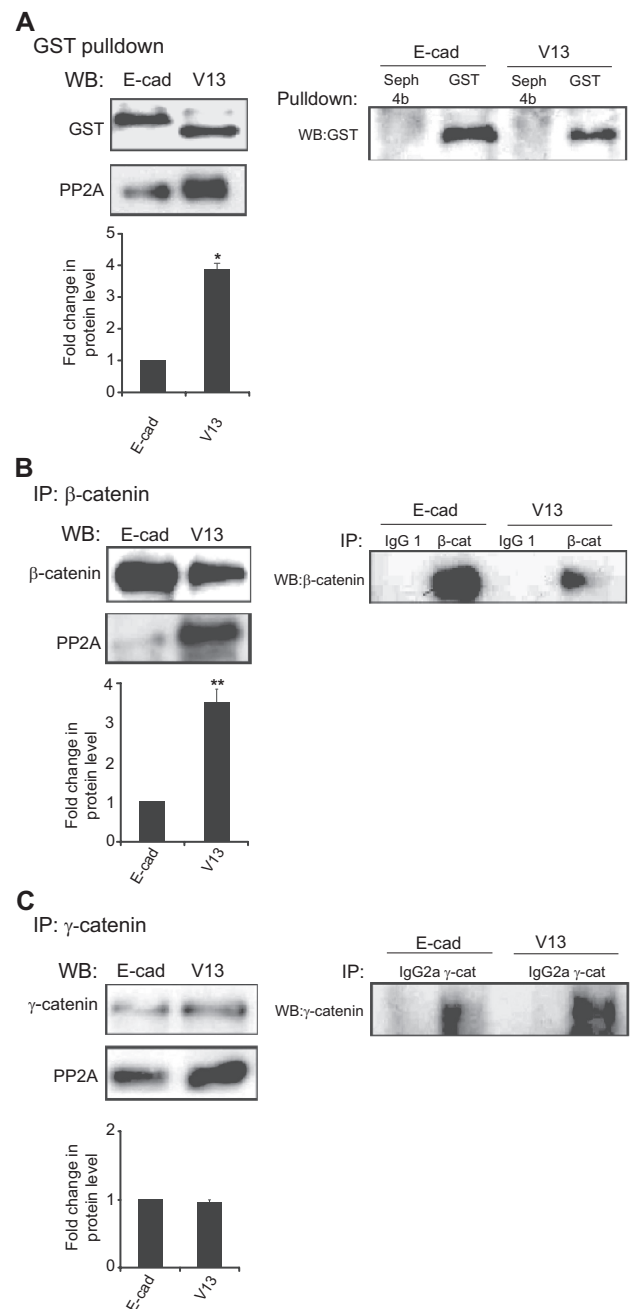 A
GST pulldown
WB: E-cad V13
GST
PP2A
Fold change in
protein level
5
4
3
2
1
0
*
E-cad V13
E-cad V13
Seph 4b GST Seph 4b GST
Pulldown:
WB:GST
B
IP: β-catenin
WB: E-cad V13
β-catenin
PP2A
Fold change in
protein level
4
3
2
1
0
**
E-cad V13
E-cad V13
IP: IgG 1 β-cat IgG 1 β-cat
WB:β-catenin
C
IP: γ-catenin
WB: E-cad V13
γ-catenin
PP2A
Fold change in
protein level
2
1
0
E-cad V13
E-cad V13
IP: IgG2a γ-cat IgG2a γ-cat
WB:γ-catenin